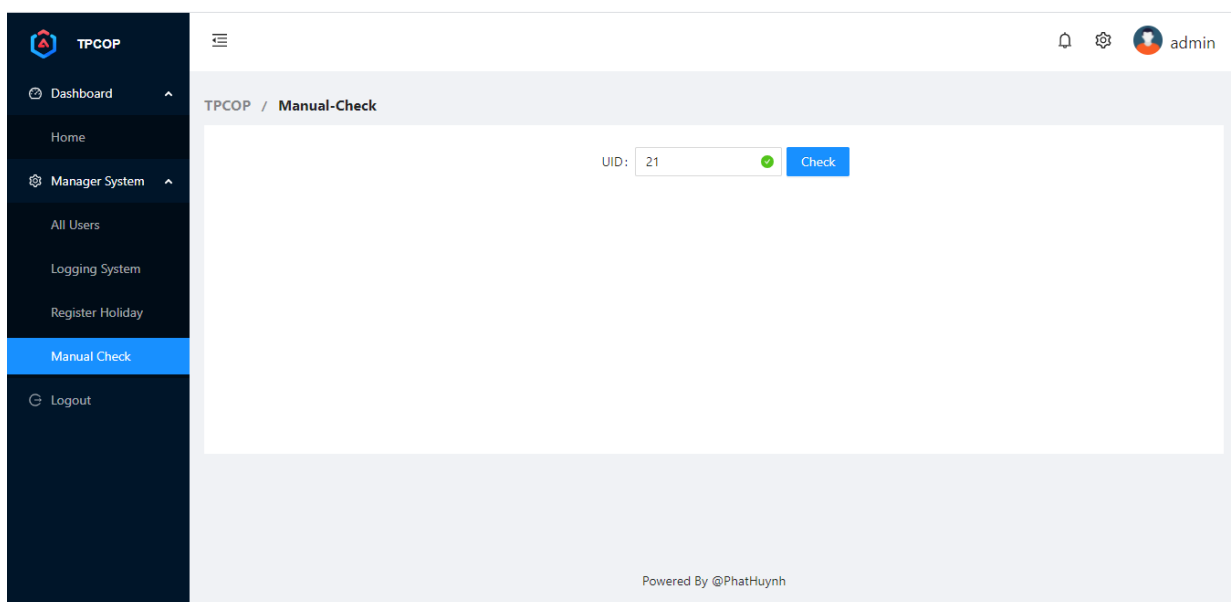 TPCOP
admin
Dashboard
Home
Manager System
All Users
Logging System
Register Holiday
Manual Check
Logout
TPCOP / Manual-Check
UID: 21 Check
Powered By @PhatHuynh